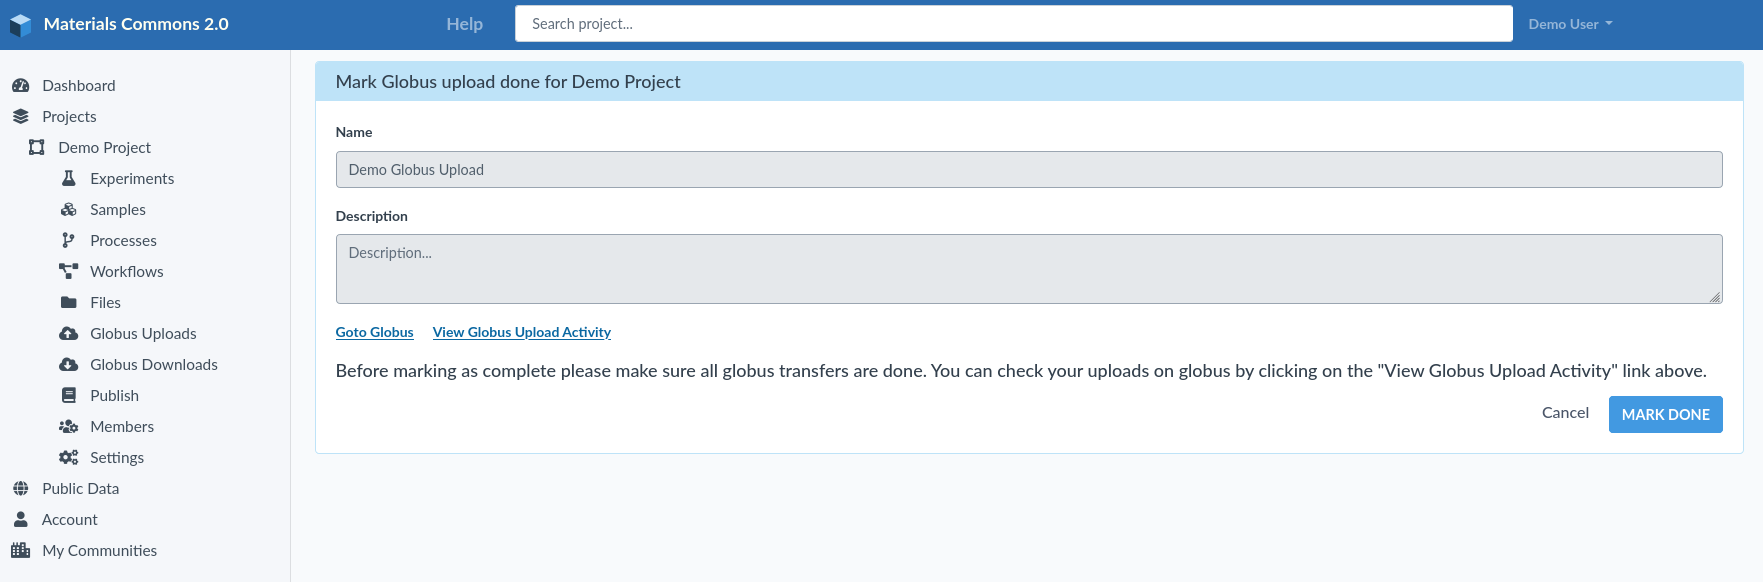 Materials Commons 2.0
Help
Search project...
Demo User
Dashboard
Projects
Demo Project
Experiments
Samples
Processes
Workflows
Files
Globus Uploads
Globus Downloads
Publish
Members
Settings
Public Data
Account
My Communities
Mark Globus upload done for Demo Project
Name
Demo Globus Upload
Description
Description...
Goto Globus View Globus Upload Activity
Before marking as complete please make sure all globus transfers are done. You can check your uploads on globus by clicking on the "View Globus Upload Activity" link above.
Cancel MARK DONE